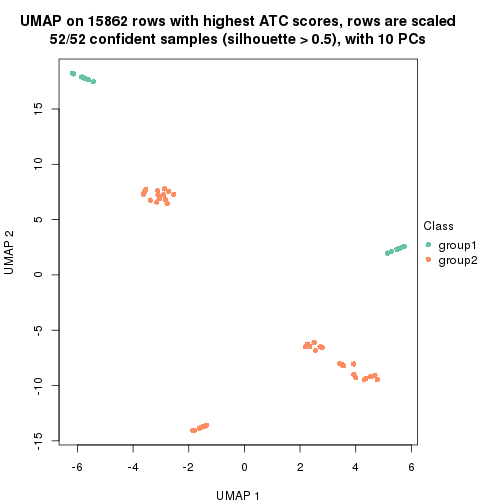 UMAP on 15862 rows with highest ATC scores, rows are scaled
52/52 confident samples (silhouette > 0.5), with 10 PCs
15
10
5
0
-5
-10
-15
UMAP 2
-6
-4
-2
0
2
4
6
UMAP 1
Class
group1
group2